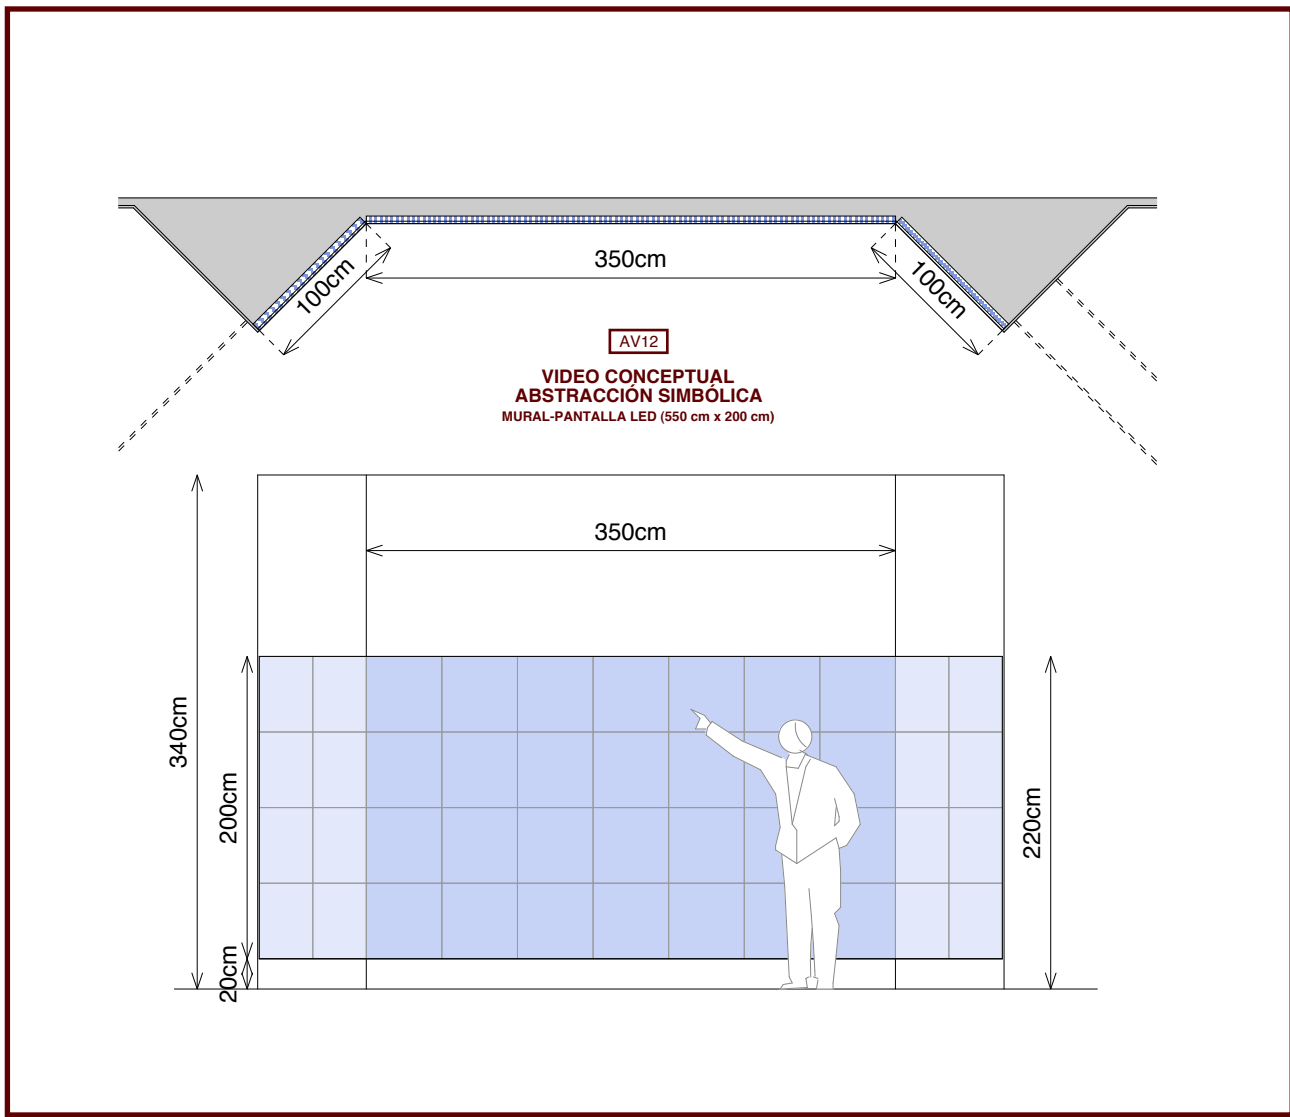 350cm
100cm
100cm
AV12
VIDEO CONCEPTUAL
ABSTRACCIÓN SIMBÓLICA
MURAL-PANTALLA LED (550 cm x 200 cm)
350cm
340cm
200cm
220cm
20cm